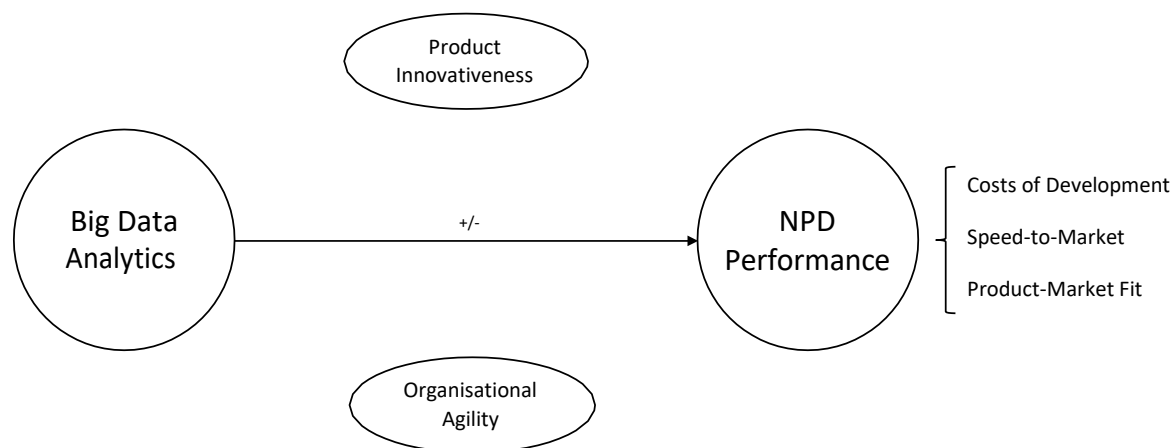 Product
Innovativeness
Big Data
Analytics
+/-
NPD
Performance
Costs of Development
Speed-to-Market
Product-Market Fit
Organisational
Agility